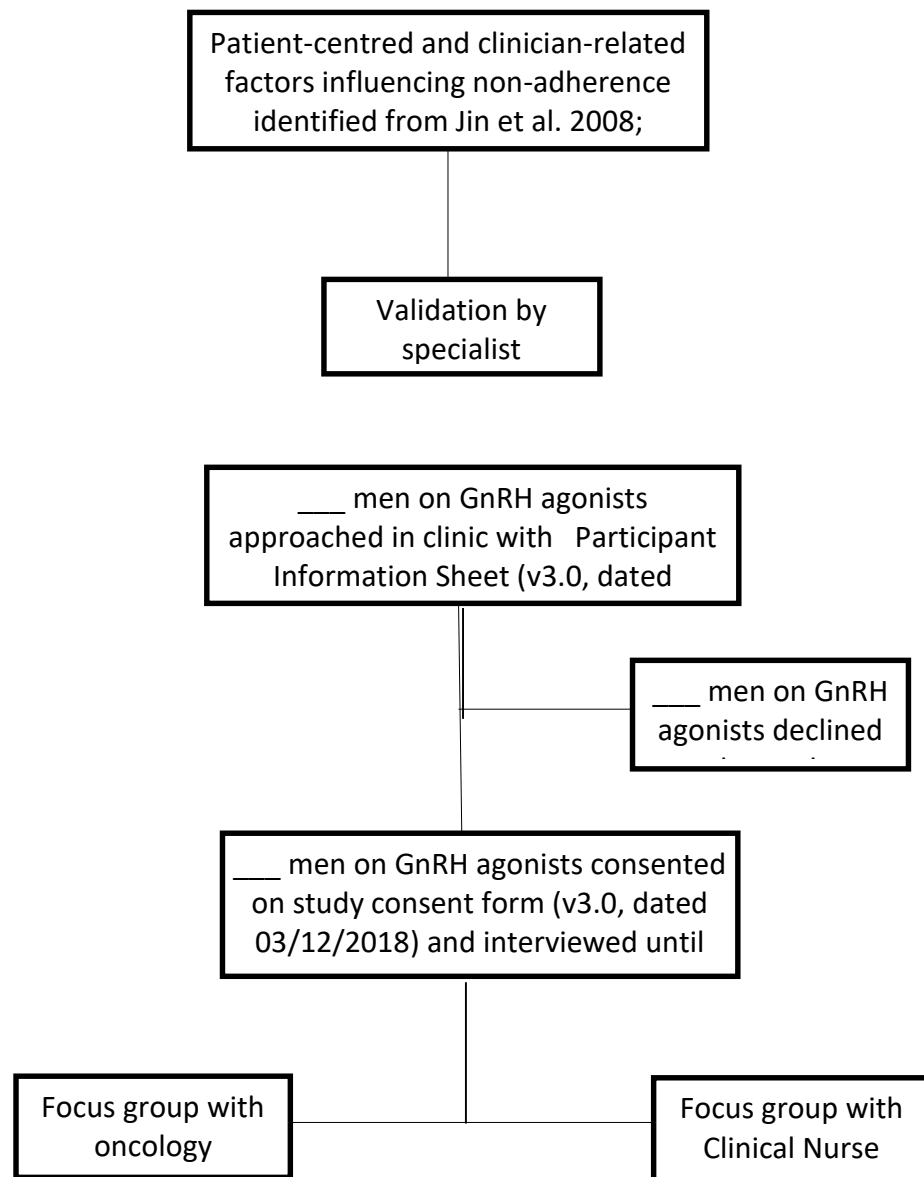 Patient-centred and clinician-related
factors influencing non-adherence
identified from Jin et al. 2008;
Validation by
specialist
___ men on GnRH agonists
approached in clinic with   Participant
Information Sheet (v3.0, dated
___ men on GnRH
agonists declined
___ men on GnRH agonists consented
on study consent form (v3.0, dated
03/12/2018) and interviewed until
Focus group with
oncology
Focus group with
Clinical Nurse